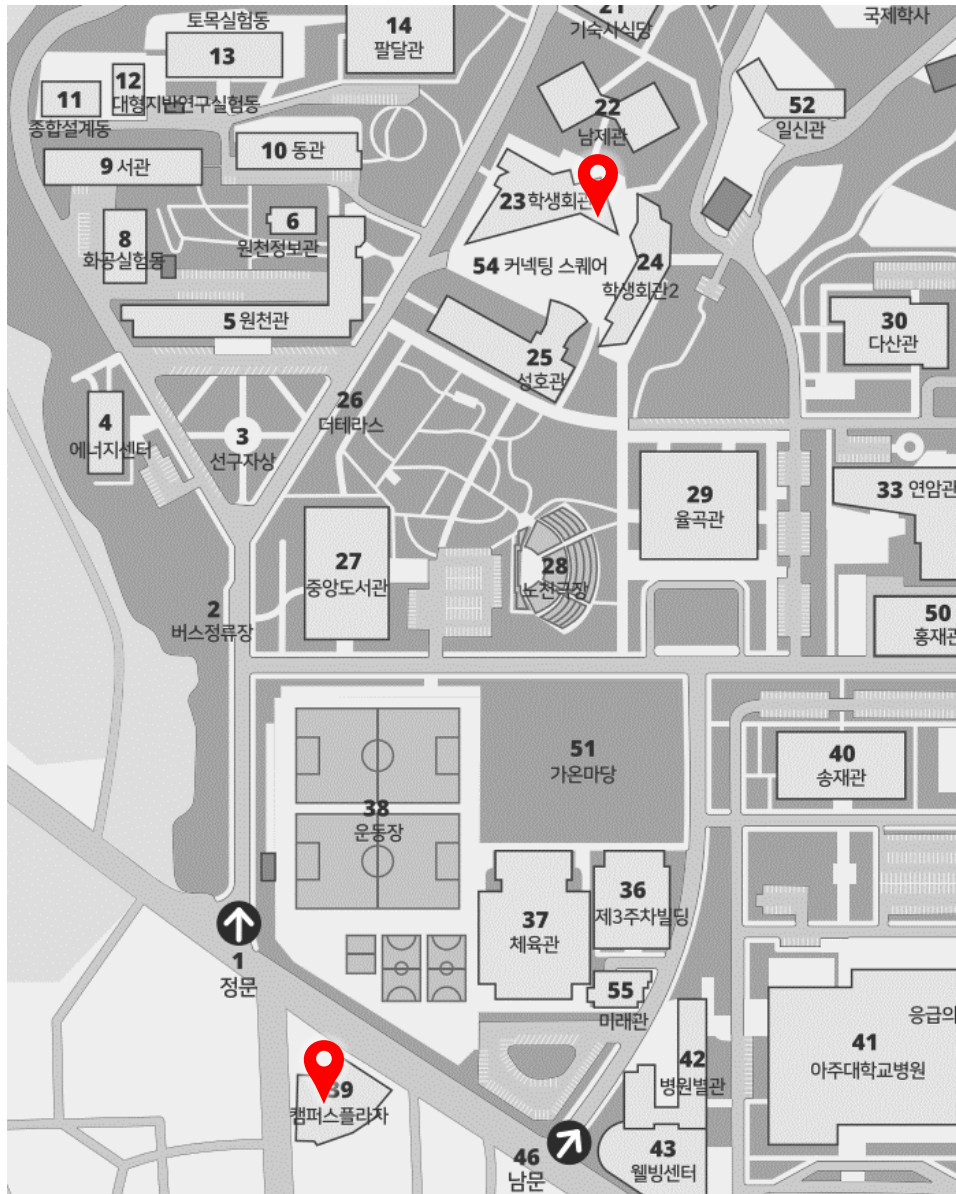 21
기숙사식당
국제학사
토목실험동
13
14
팔달관
12
대형지반연구실험동
11
종합설계동
22
남제관
52
일신관
10 동관
9 서관
23 학생회관
6
원천정보관
8
화공실험동
54 커넥팅 스퀘어
24
학생회관2
5 원천관
30
다산관
25
성호관
26
더테라스
4
에너지센터
3
선구자상
29
율곡관
33 연암관
27
중앙도서관
28
노천극장
2
버스정류장
50
홍재관
51
가온마당
40
송재관
38
운동장
36
제3주차빌딩
37
체육관
1
정문
55
미래관
응급의
41
아주대학교병원
42
병원별관
39
캠퍼스플라자
46
남문
43
웰빙센터